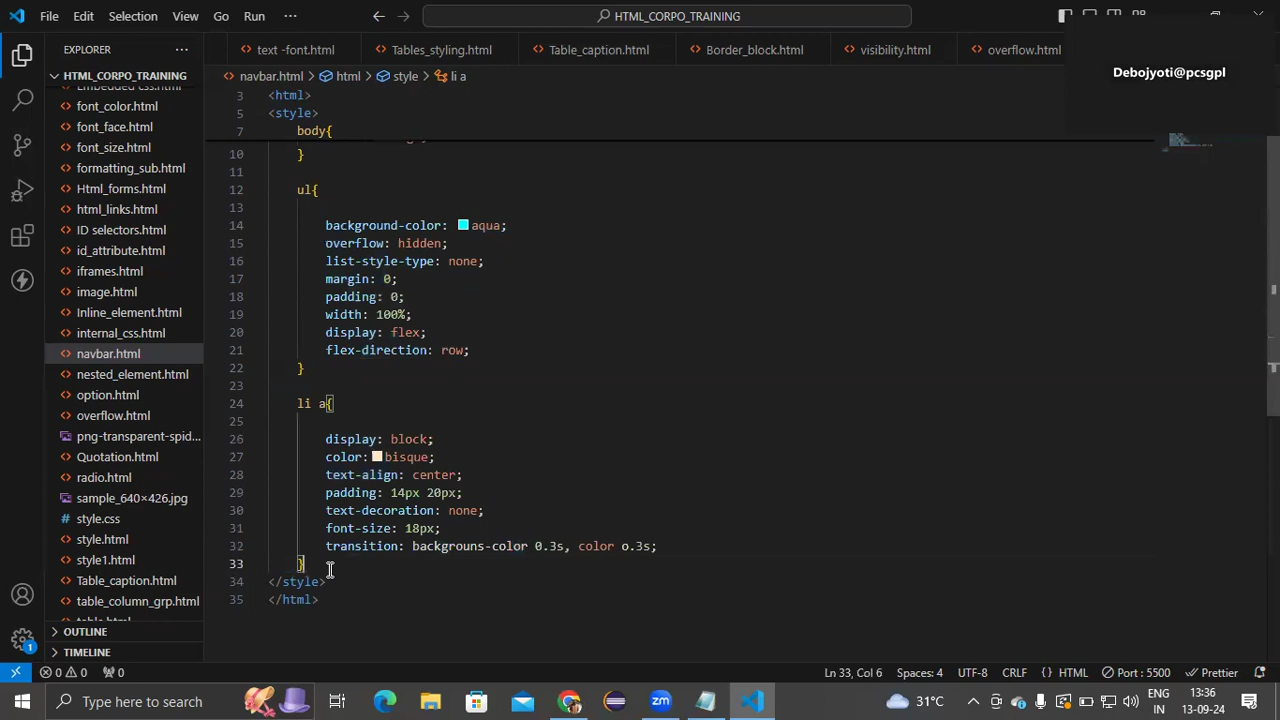 File Edit Selection View Go Run ··· HTML_CORPO_TRAINING
EXPLORER ···
text -font.html Tables_styling.html Table_caption.html Border_block.html visibility.html overflow.html
Debojyoti@pcsgpl
HTML_CORPO_TRAINING
navbar.html > html > style > li a
font_color.html
font_face.html
font_size.html
formatting_sub.html
Html_forms.html
html_links.html
ID selectors.html
id_attribute.html
iframes.html
image.html
Inline_element.html
internal_css.html
navbar.html
nested_element.html
option.html
overflow.html
png-transparent-spid...
Quotation.html
radio.html
sample_640×426.jpg
style.css
style.html
style1.html
Table_caption.html
table_column_grp.html
OUTLINE
TIMELINE
3 <html>
5 <style>
7 body{
10 }
11
12 ul{
13
14 background-color: aqua;
15 overflow: hidden;
16 list-style-type: none;
17 margin: 0;
18 padding: 0;
19 width: 100%;
20 display: flex;
21 flex-direction: row;
22 }
23
24 li a{
25
26 display: block;
27 color: bisque;
28 text-align: center;
29 padding: 14px 20px;
30 text-decoration: none;
31 font-size: 18px;
32 transition: backgrouns-color 0.3s, color o.3s;
33 }
34 </style>
35 </html>
0 0 0 Ln 33, Col 6 Spaces: 4 UTF-8 CRLF {} HTML Port : 5500 Prettier
Type here to search 31°C ENG 13:36
IN 13-09-24